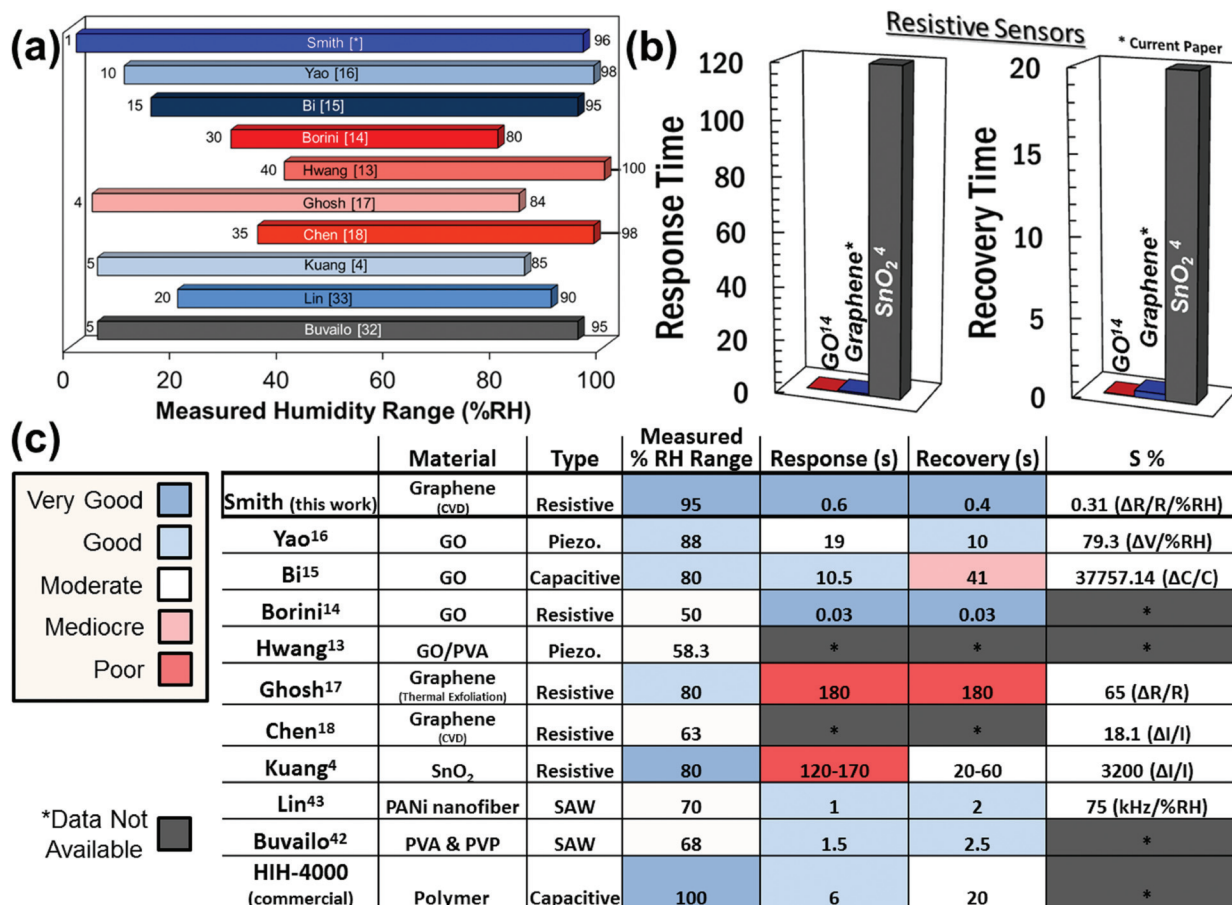 (a)
1 Smith [*] 96
10 Yao [16] 98
15 Bi [15] 95
30 Borini [14] 80
40 Hwang [13] 100
4 Ghosh [17] 84
35 Chen [18] 98
5 Kuang [4] 85
20 Lin [33] 90
5 Buvailo [32] 95
0 20 40 60 80 100
Measured Humidity Range (%RH)
(b)
Resistive Sensors
* Current Paper
Response Time
120
100
80
60
40
20
0
GO¹⁴
Graphene*
SnO₂ ⁴
Recovery Time
20
15
10
5
0
GO¹⁴
Graphene*
SnO₂ ⁴
(c)
Very Good
Good
Moderate
Mediocre
Poor
*Data Not
Available
Measured
Material Type % RH Range Response (s) Recovery (s) S %
Smith (this work) Graphene (CVD) Resistive 95 0.6 0.4 0.31 (ΔR/R/%RH)
Yao¹⁶ GO Piezo. 88 19 10 79.3 (ΔV/%RH)
Bi¹⁵ GO Capacitive 80 10.5 41 37757.14 (ΔC/C)
Borini¹⁴ GO Resistive 50 0.03 0.03 *
Hwang¹³ GO/PVA Piezo. 58.3 * * *
Ghosh¹⁷ Graphene (Thermal Exfoliation) Resistive 80 180 180 65 (ΔR/R)
Chen¹⁸ Graphene (CVD) Resistive 63 * * 18.1 (ΔI/I)
Kuang⁴ SnO₂ Resistive 80 120-170 20-60 3200 (ΔI/I)
Lin⁴³ PANi nanofiber SAW 70 1 2 75 (kHz/%RH)
Buvailo⁴² PVA & PVP SAW 68 1.5 2.5 *
HIH-4000
(commercial) Polymer Capacitive 100 6 20 *